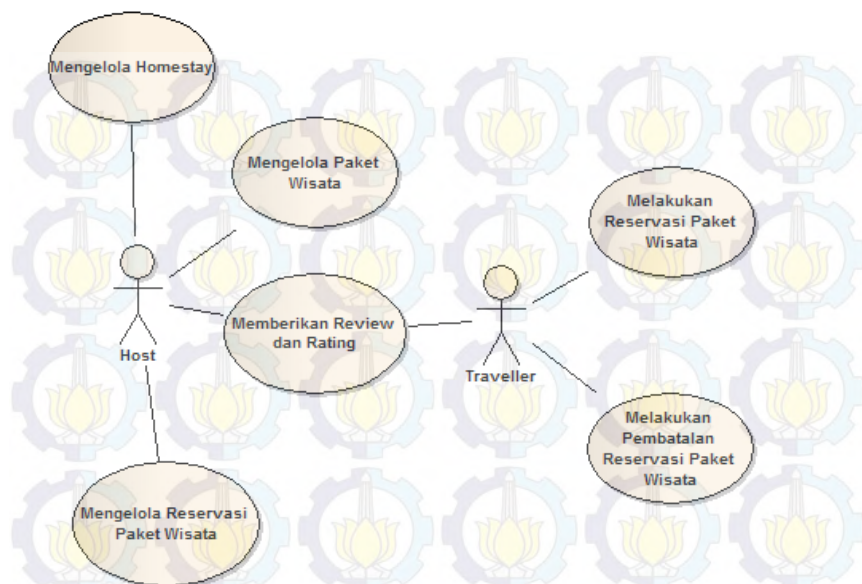 Mengelola Homestay
Mengelola Paket
Wisata
Melakukan
Reservasi Paket
Wisata
Memberikan Review
dan Rating
Host
Traveller
Melakukan
Pembatalan
Reservasi Paket
Wisata
Mengelola Reservasi
Paket Wisata